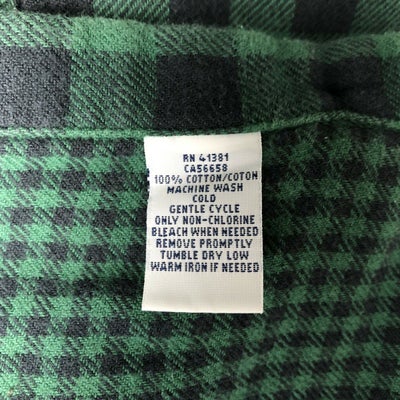 RN 41381
CA56658
100% COTTON/COTON
MACHINE WASH
COLD
GENTLE CYCLE
ONLY NON-CHLORINE
BLEACH WHEN NEEDED
REMOVE PROMPTLY
TUMBLE DRY LOW
WARM IRON IF NEEDED